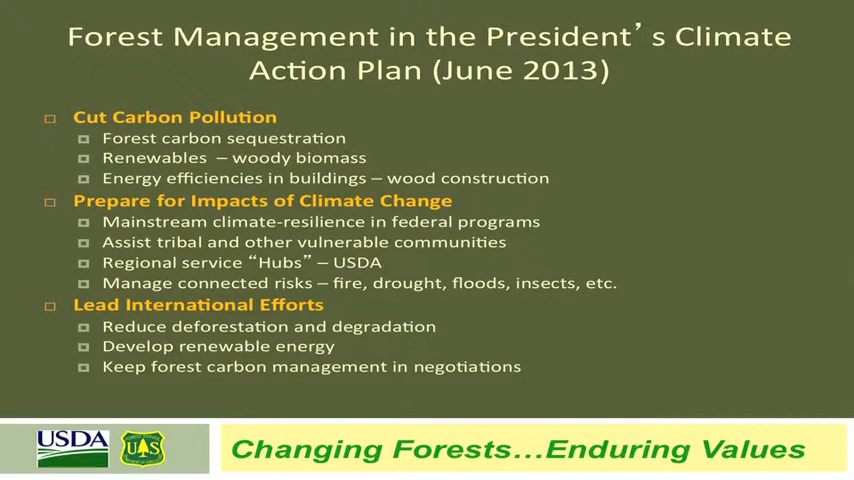 Forest Management in the President's Climate
Action Plan (June 2013)
Cut Carbon Pollution
Forest carbon sequestration
Renewables – woody biomass
Energy efficiencies in buildings – wood construction
Prepare for Impacts of Climate Change
Mainstream climate-resilience in federal programs
Assist tribal and other vulnerable communities
Regional service “Hubs” – USDA
Manage connected risks – fire, drought, floods, insects, etc.
Lead International Efforts
Reduce deforestation and degradation
Develop renewable energy
Keep forest carbon management in negotiations
USDA
FOREST SERVICE
U S
Changing Forests…Enduring Values